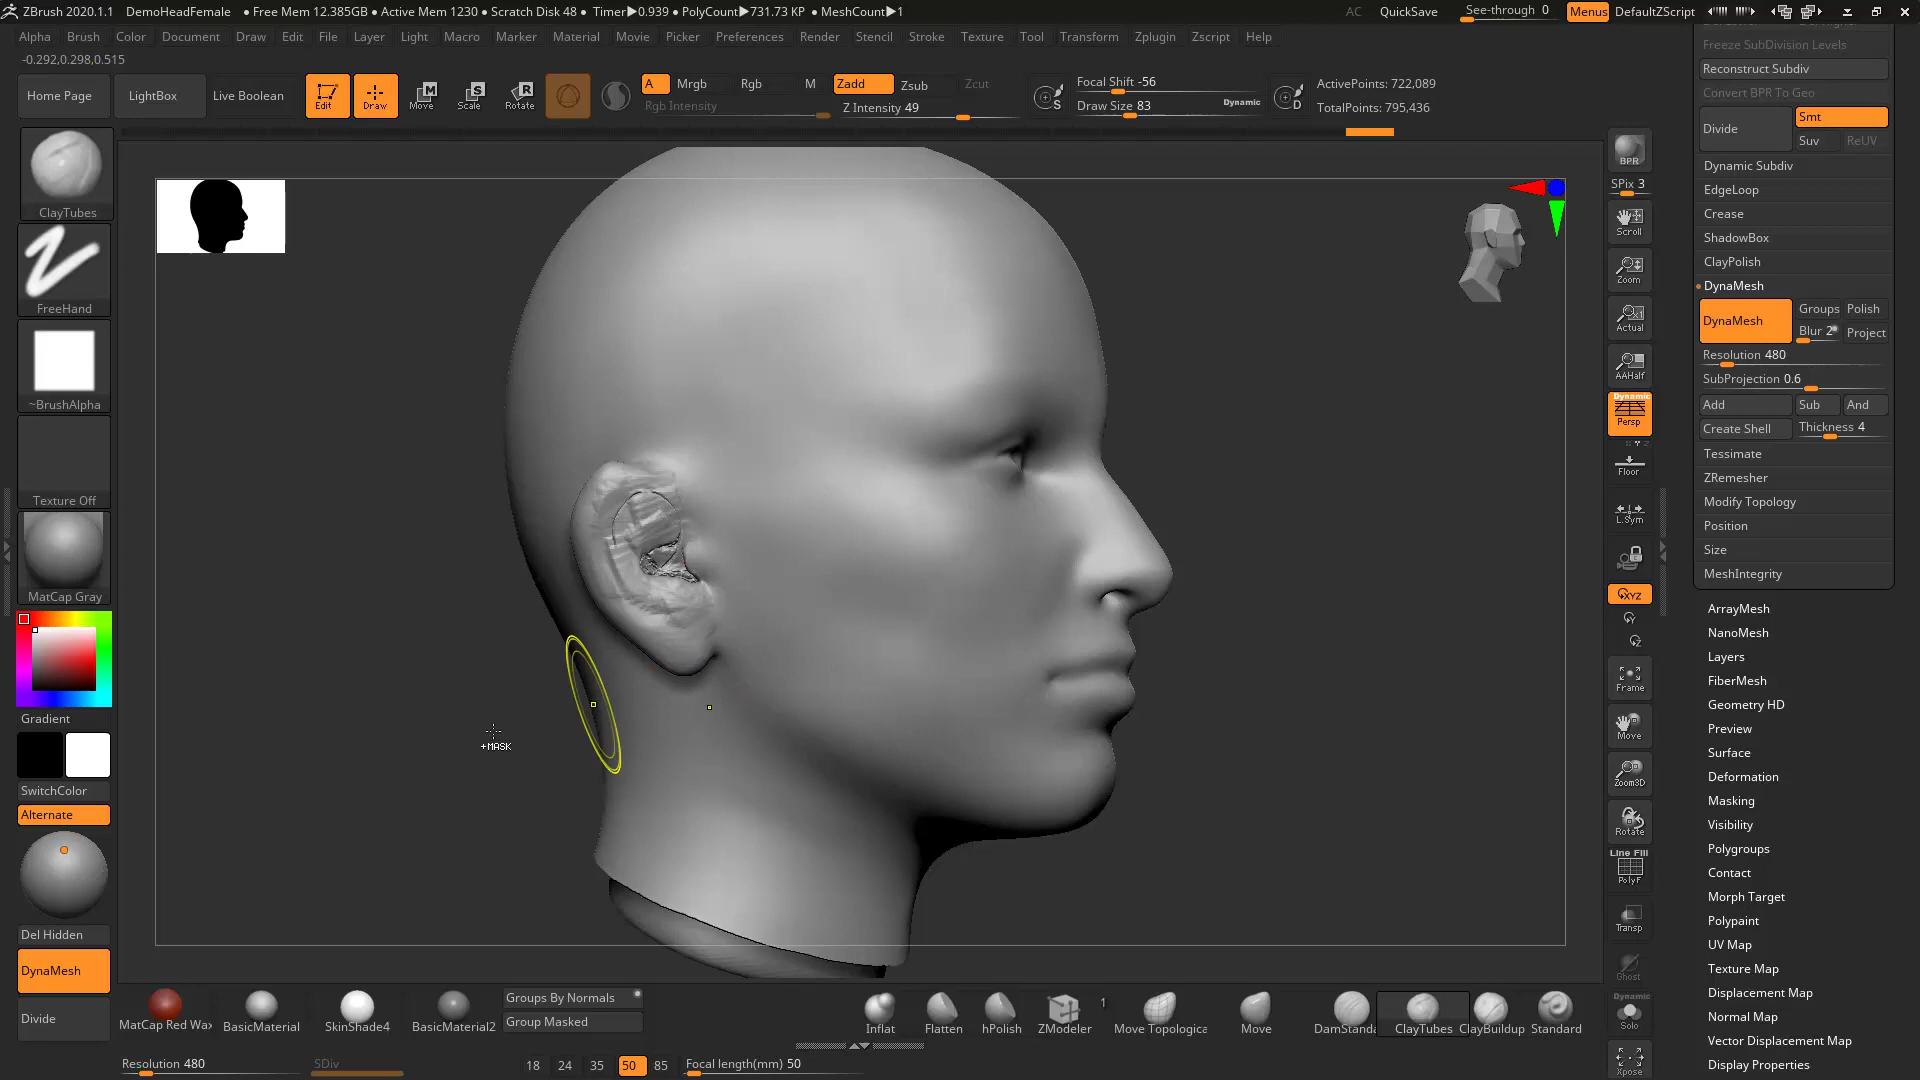 ZBrush 2020.1.1 DemoHeadFemale • Free Mem 12.385GB • Active Mem 1230 • Scratch Disk 48 • Timer▶0.939 • PolyCount▶731.73 KP • MeshCount▶1 AC QuickSave See-through 0 Menus DefaultZScript
Alpha Brush Color Document Draw Edit File Layer Light Macro Marker Material Movie Picker Preferences Render Stencil Stroke Texture Tool Transform Zplugin Zscript Help
-0.292,0.298,0.515
Home Page LightBox Live Boolean Edit Draw Move Scale Rotate
A Mrgb Rgb M Zadd Zsub Zcut
Rgb Intensity Z Intensity 49
Focal Shift -56
Draw Size 83 Dynamic
ActivePoints: 722,089
TotalPoints: 795,436
ClayTubes
FreeHand
~BrushAlpha
Texture Off
MatCap Gray
Gradient
SwitchColor
Alternate
Del Hidden
DynaMesh
Divide
+MASK
BPR
SPix 3
Scroll
Zoom
Actual
AAHalf
Dynamic
Persp
Floor
L.Sym
XYZ
Frame
Move
Zoom3D
Rotate
Line Fill
PolyF
Transp
Ghost
Dynamic
Solo
Xpose
Freeze SubDivision Levels
Reconstruct Subdiv
Convert BPR To Geo
Divide Smt
Suv ReUV
Dynamic Subdiv
EdgeLoop
Crease
ShadowBox
ClayPolish
DynaMesh
DynaMesh Groups Polish
Blur 2 Project
Resolution 480
SubProjection 0.6
Add Sub And
Create Shell Thickness 4
Tessimate
ZRemesher
Modify Topology
Position
Size
MeshIntegrity
ArrayMesh
NanoMesh
Layers
FiberMesh
Geometry HD
Preview
Surface
Deformation
Masking
Visibility
Polygroups
Contact
Morph Target
Polypaint
UV Map
Texture Map
Displacement Map
Normal Map
Vector Displacement Map
Display Properties
MatCap Red Wax BasicMaterial SkinShade4 BasicMaterial2
Groups By Normals
Group Masked
Inflat Flatten hPolish ZModeler 1 Move Topologica Move DamStanda ClayTubes ClayBuildup Standard
Resolution 480 SDiv 18 24 35 50 85 Focal length(mm) 50